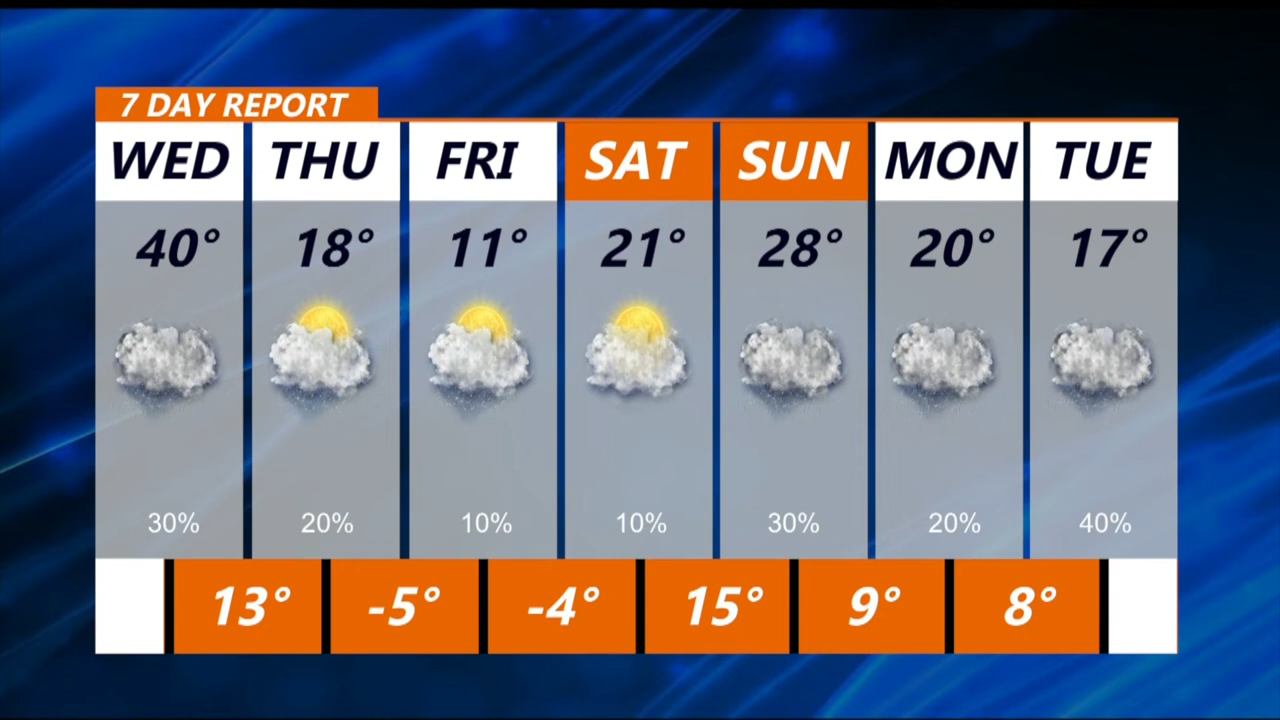 7 DAY REPORT
WED THU FRI SAT SUN MON TUE
40° 18° 11° 21° 28° 20° 17°
30% 20% 10% 10% 30% 20% 40%
13° -5° -4° 15° 9° 8°